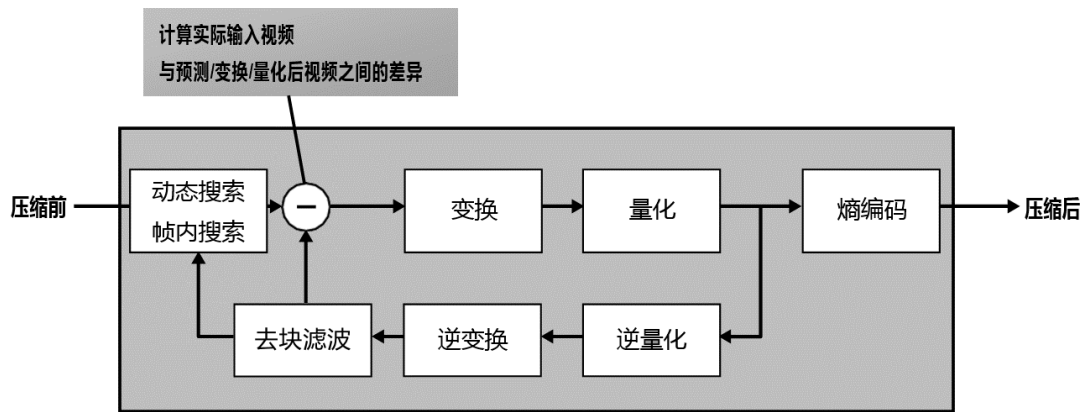 计算实际输入视频
与预测/变换/量化后视频之间的差异
压缩前
动态搜索
帧内搜索
变换
量化
熵编码
压缩后
去块滤波
逆变换
逆量化